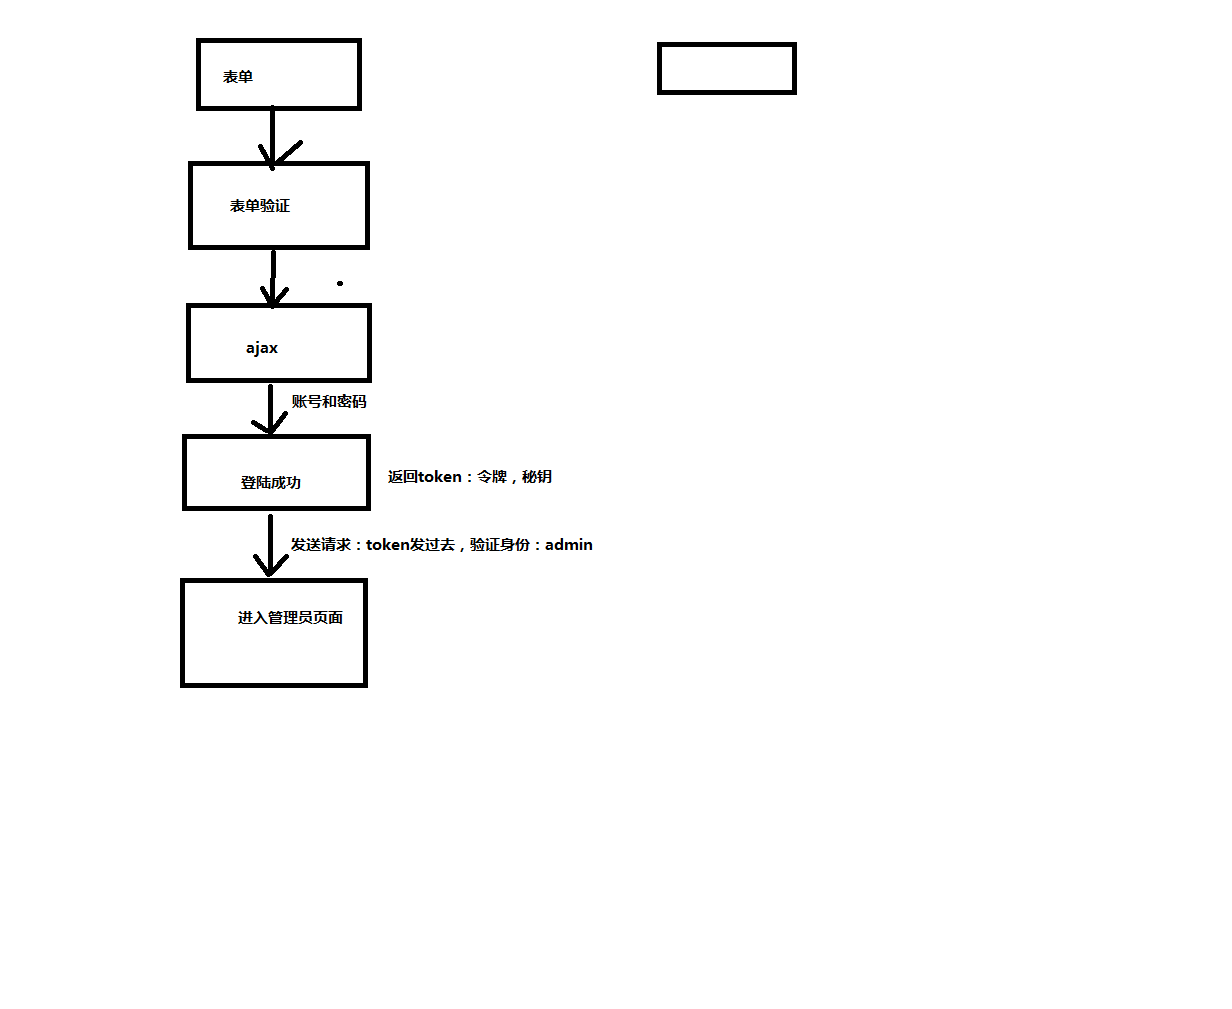 表单
表单验证
ajax
账号和密码
登陆成功
返回token：令牌，秘钥
发送请求：token发过去，验证身份：admin
进入管理员页面